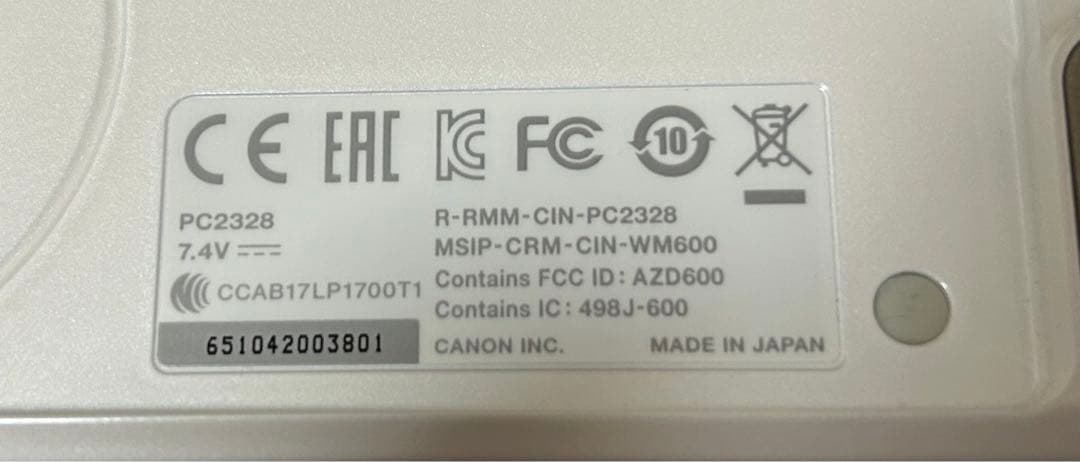 CE EAC KC FC 10
PC2328
7.4V
CCAB17LP1700T1
651042003801
R-RMM-CIN-PC2328
MSIP-CRM-CIN-WM600
Contains FCC ID: AZD600
Contains IC: 498J-600
CANON INC. MADE IN JAPAN